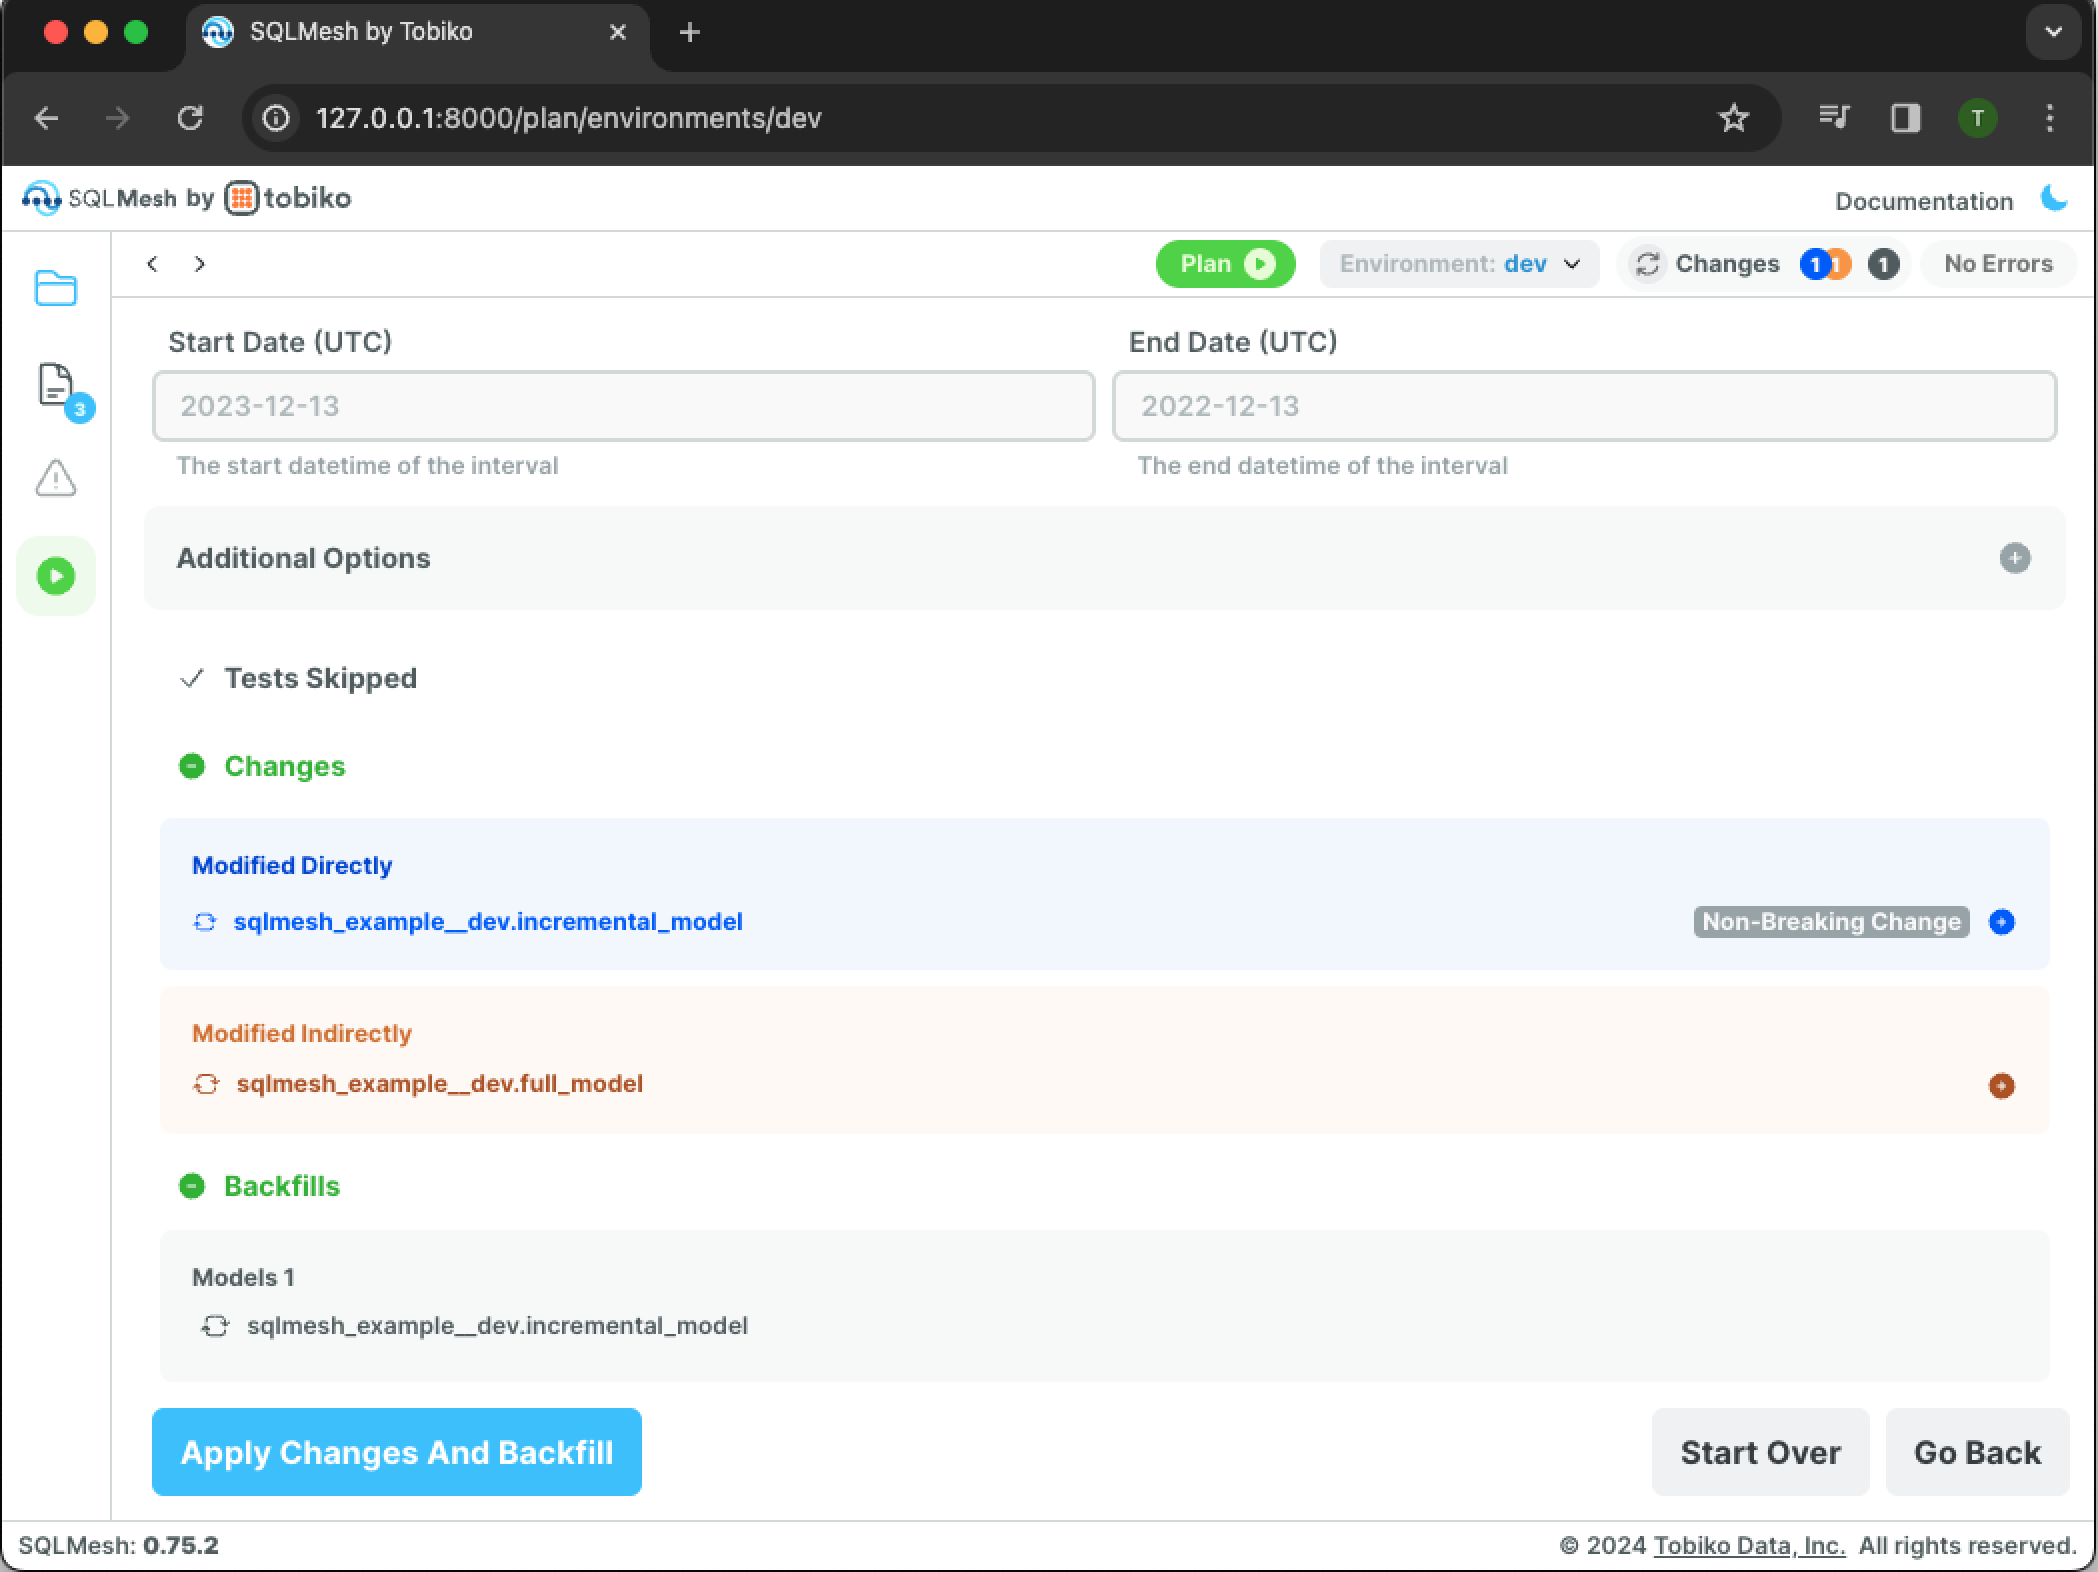 SQLMesh by Tobiko
127.0.0.1:8000/plan/environments/dev
T
SQLMesh by tobiko
Documentation
Plan
Environment: dev
Changes
1
1
1
No Errors
3
Start Date (UTC)
End Date (UTC)
2023-12-13
2022-12-13
The start datetime of the interval
The end datetime of the interval
Additional Options
Tests Skipped
Changes
Modified Directly
sqlmesh_example__dev.incremental_model
Non-Breaking Change
Modified Indirectly
sqlmesh_example__dev.full_model
Backfills
Models 1
sqlmesh_example__dev.incremental_model
Apply Changes And Backfill
Start Over
Go Back
SQLMesh: 0.75.2
© 2024 Tobiko Data, Inc. All rights reserved.